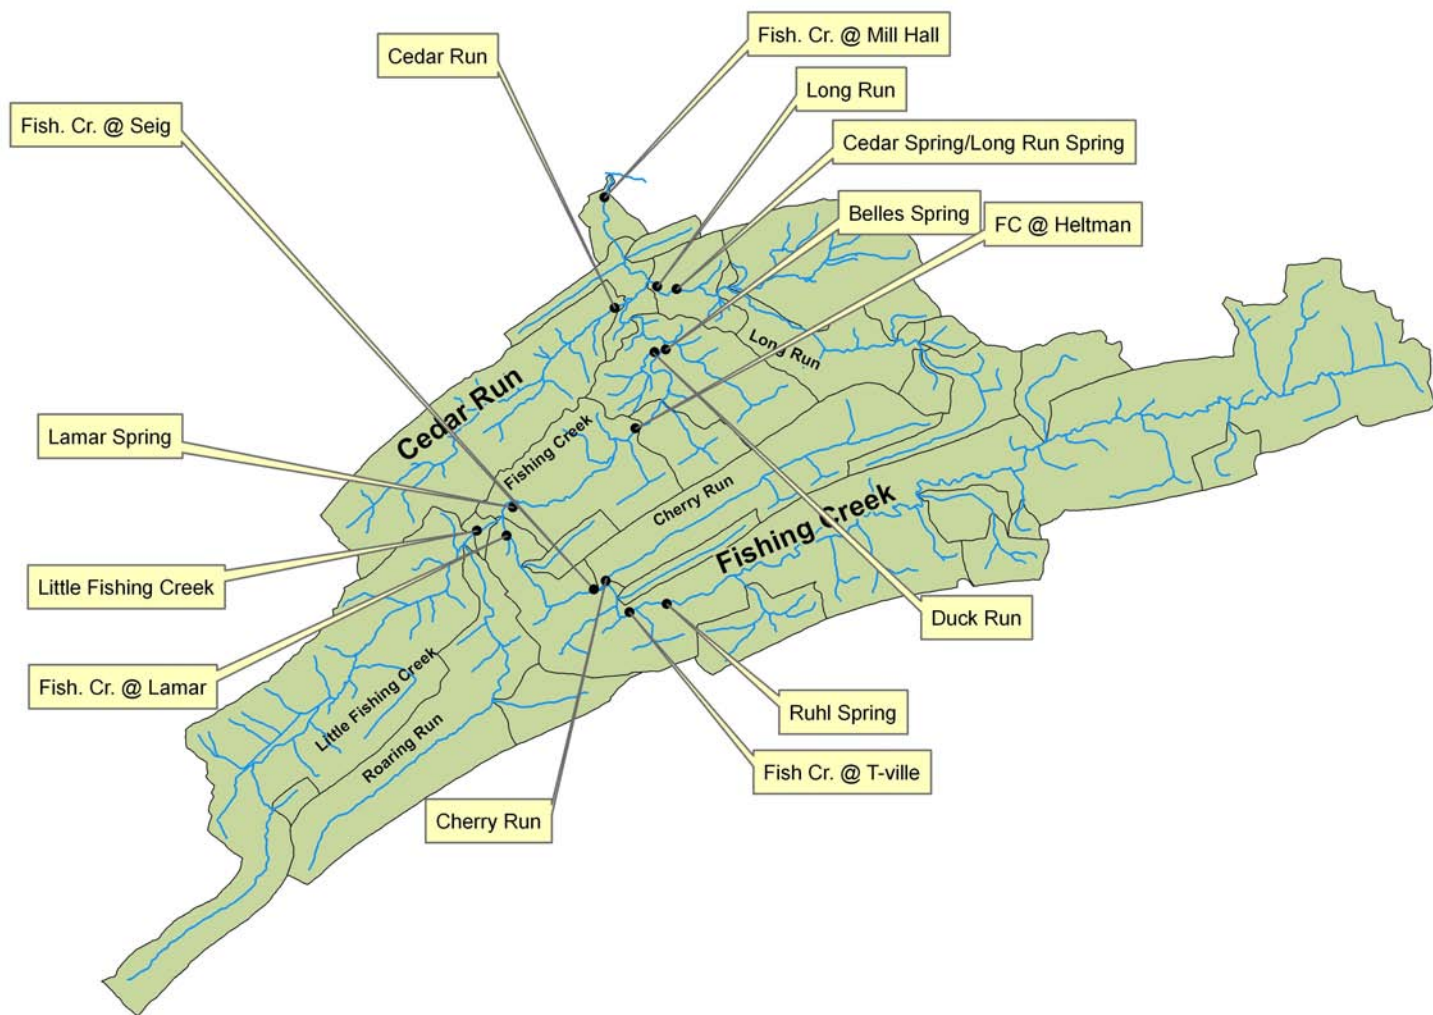 Fish. Cr. @ Mill Hall
Cedar Run
Long Run
Fish. Cr. @ Seig
Cedar Spring/Long Run Spring
Belles Spring
FC @ Heltman
Long Run
Cedar Run
Lamar Spring
Fishing Creek
Cherry Run
Fishing Creek
Little Fishing Creek
Duck Run
Fish. Cr. @ Lamar
Little Fishing Creek
Ruhl Spring
Roaring Run
Fish Cr. @ T-ville
Cherry Run